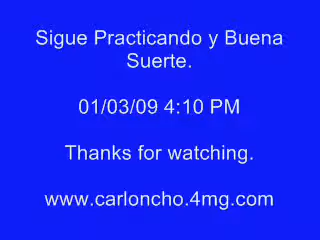 Sigue Practicando y Buena
Suerte.
01/03/09 4:10 PM
Thanks for watching.
www.carloncho.4mg.com